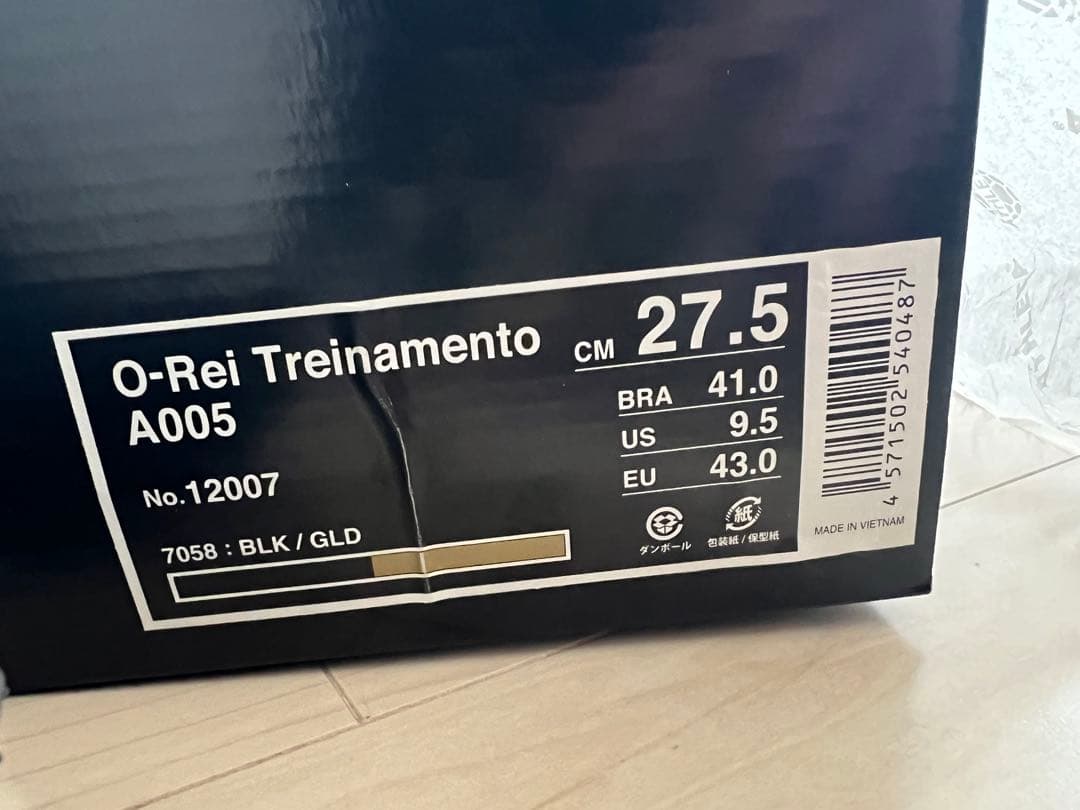 O-Rei Treinamento
A005
No.12007
7058 : BLK / GLD
CM 27.5
BRA 41.0
US 9.5
EU 43.0
紙
ダンボール
包装紙 / 保型紙
4 571502 540487
MADE IN VIETNAM